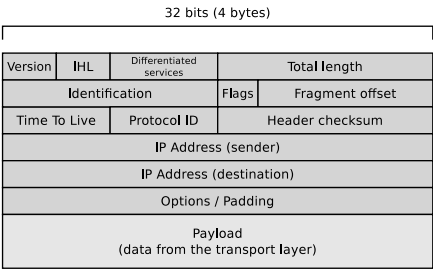 32 bits (4 bytes)
Version IHL Differentiated services Total length
Identification Flags Fragment offset
Time To Live Protocol ID Header checksum
IP Address (sender)
IP Address (destination)
Options / Padding
Payload
(data from the transport layer)